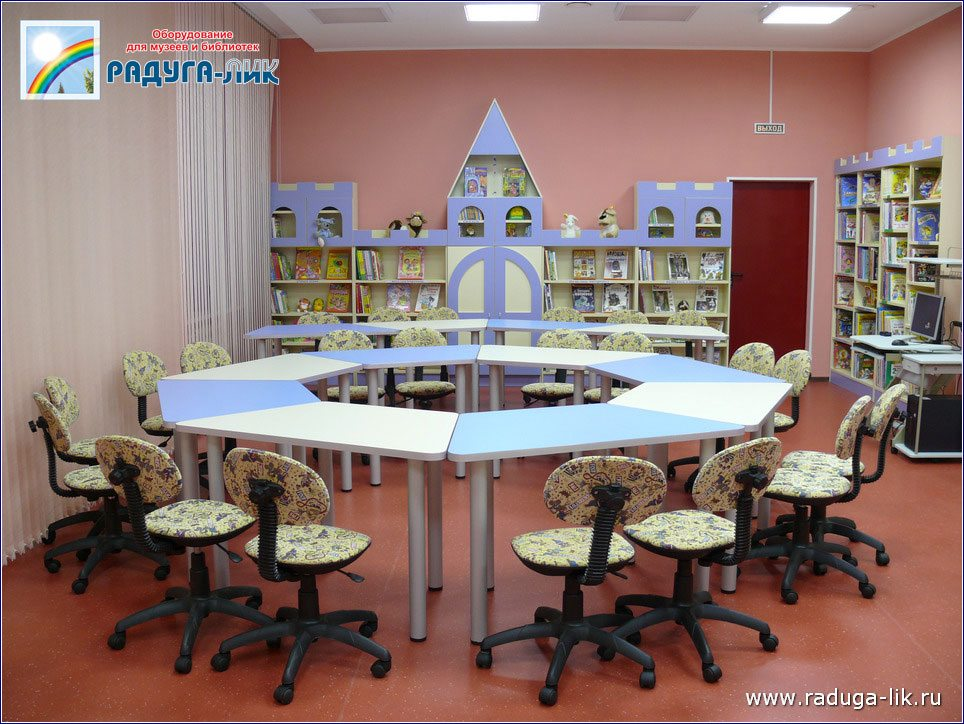 Оборудование
для музеев и библиотек
РАДУГА-ЛИК
ВЫХОД
www.raduga-lik.ru